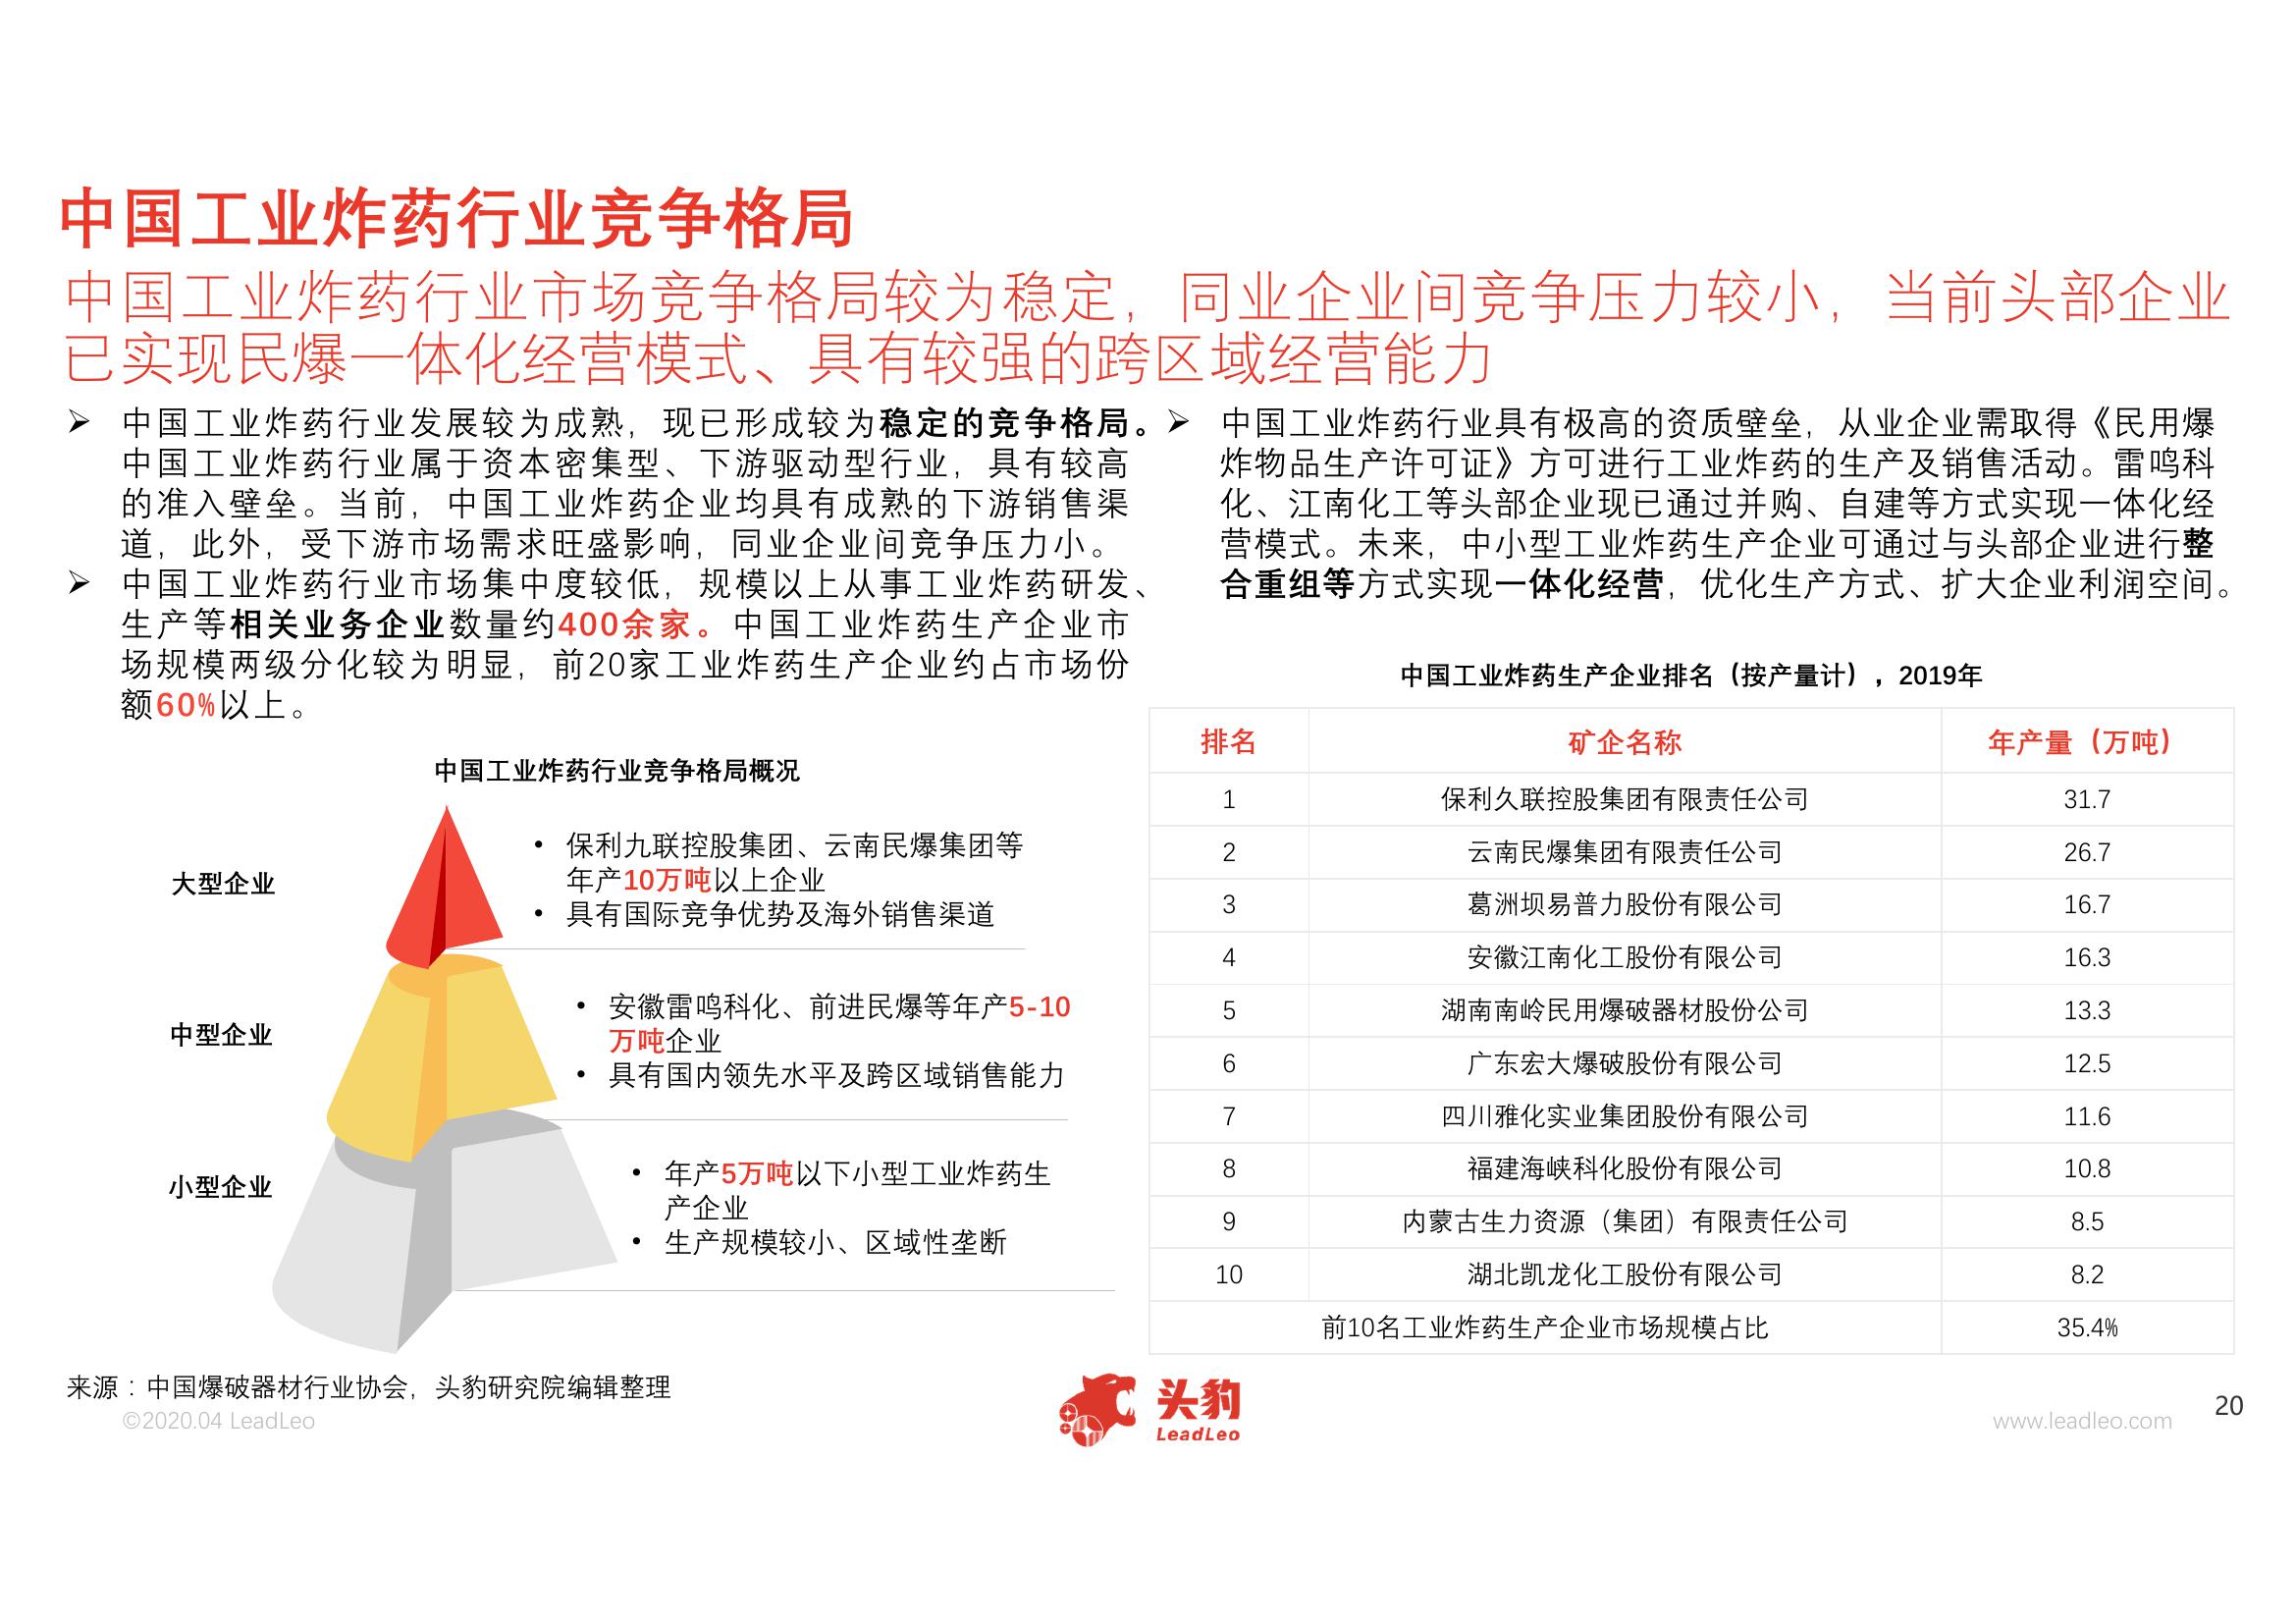 中国工业炸药行业竞争格局
中国工业炸药行业市场竞争格局较为稳定，同业企业间竞争压力较小，当前头部企业
已实现民爆一体化经营模式、具有较强的跨区域经营能力
➢ 中国工业炸药行业发展较为成熟，现已形成较为稳定的竞争格局。
中国工业炸药行业属于资本密集型、下游驱动型行业，具有较高
的准入壁垒。当前，中国工业炸药企业均具有成熟的下游销售渠
道，此外，受下游市场需求旺盛影响，同业企业间竞争压力小。
➢ 中国工业炸药行业市场集中度较低，规模以上从事工业炸药研发、
生产等相关业务企业数量约400余家。中国工业炸药生产企业市
场规模两级分化较为明显，前20家工业炸药生产企业约占市场份
额60%以上。
➢ 中国工业炸药行业具有极高的资质壁垒，从业企业需取得《民用爆
炸物品生产许可证》方可进行工业炸药的生产及销售活动。雷鸣科
化、江南化工等头部企业现已通过并购、自建等方式实现一体化经
营模式。未来，中小型工业炸药生产企业可通过与头部企业进行整
合重组等方式实现一体化经营，优化生产方式、扩大企业利润空间。
中国工业炸药行业竞争格局概况
大型企业
• 保利九联控股集团、云南民爆集团等
年产10万吨以上企业
• 具有国际竞争优势及海外销售渠道
中型企业
• 安徽雷鸣科化、前进民爆等年产5-10
万吨企业
• 具有国内领先水平及跨区域销售能力
小型企业
• 年产5万吨以下小型工业炸药生
产企业
• 生产规模较小、区域性垄断
中国工业炸药生产企业排名（按产量计），2019年
排名 矿企名称 年产量（万吨）
1 保利久联控股集团有限责任公司 31.7
2 云南民爆集团有限责任公司 26.7
3 葛洲坝易普力股份有限公司 16.7
4 安徽江南化工股份有限公司 16.3
5 湖南南岭民用爆破器材股份公司 13.3
6 广东宏大爆破股份有限公司 12.5
7 四川雅化实业集团股份有限公司 11.6
8 福建海峡科化股份有限公司 10.8
9 内蒙古生力资源（集团）有限责任公司 8.5
10 湖北凯龙化工股份有限公司 8.2
前10名工业炸药生产企业市场规模占比 35.4%
来源：中国爆破器材行业协会，头豹研究院编辑整理
©2020.04 LeadLeo
头豹
LeadLeo
www.leadleo.com
20